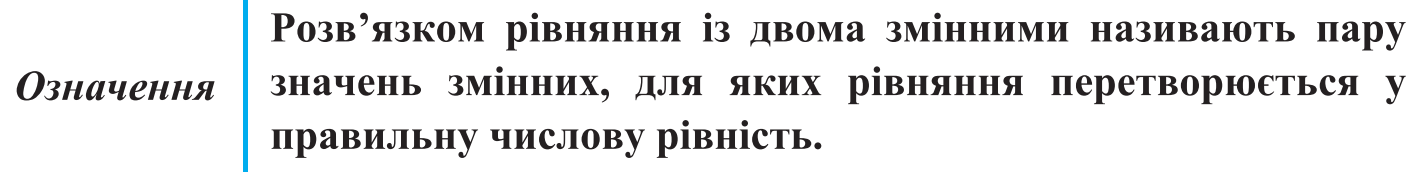 Означення
Розв’язком рівняння із двома змінними називають пару
значень змінних, для яких рівняння перетворюється у
правильну числову рівність.